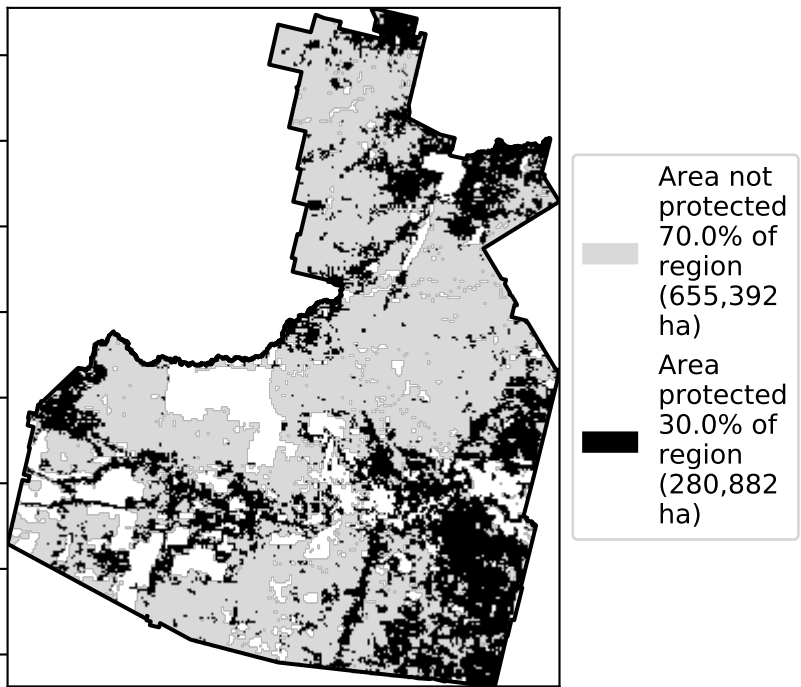 Area not
protected
70.0% of
region
(655,392
ha)
Area
protected
30.0% of
region
(280,882
ha)